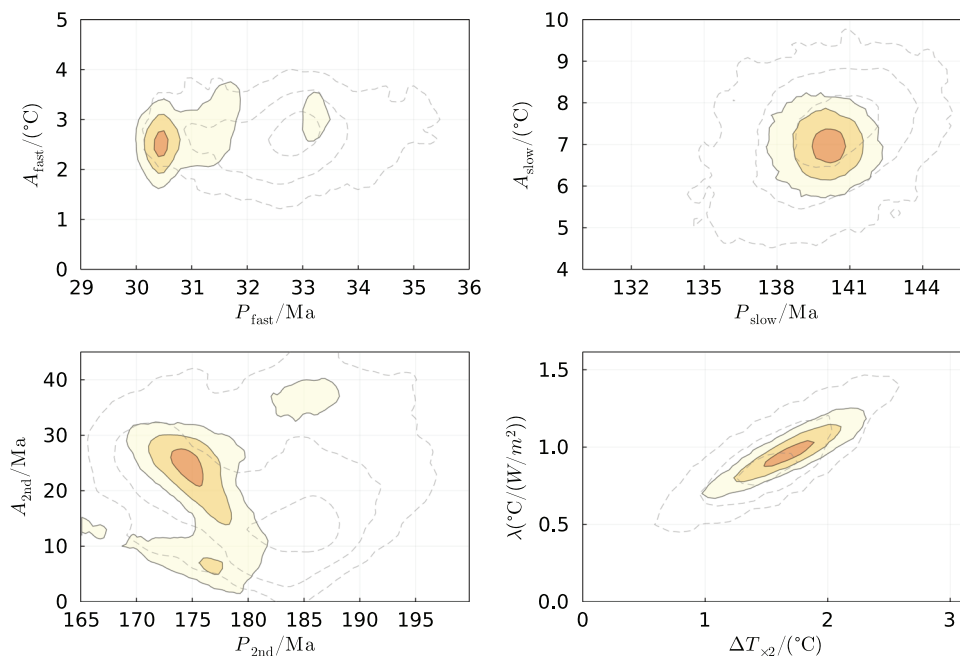 5
4
3
2
1
0
A_fast/(°C)
29 30 31 32 33 34 35 36
P_fast/Ma
10
9
8
7
6
5
4
A_slow/(°C)
132 135 138 141 144
P_slow/Ma
40
30
20
10
0
A_2nd/Ma
165 170 175 180 185 190 195
P_2nd/Ma
1.5
1.0
0.5
0.0
λ(°C/(W/m²))
0 1 2 3
ΔT_×2/(°C)